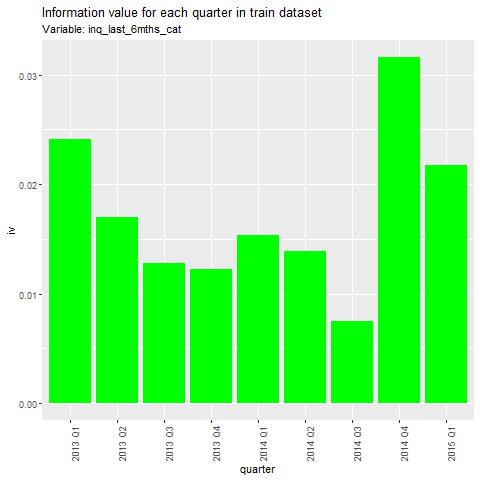 Information value for each quarter in train dataset
Variable: inq_last_6mths_cat
0.03
0.02
0.01
0.00
iv
2013 Q1
2013 Q2
2013 Q3
2013 Q4
2014 Q1
2014 Q2
2014 Q3
2014 Q4
2015 Q1
quarter